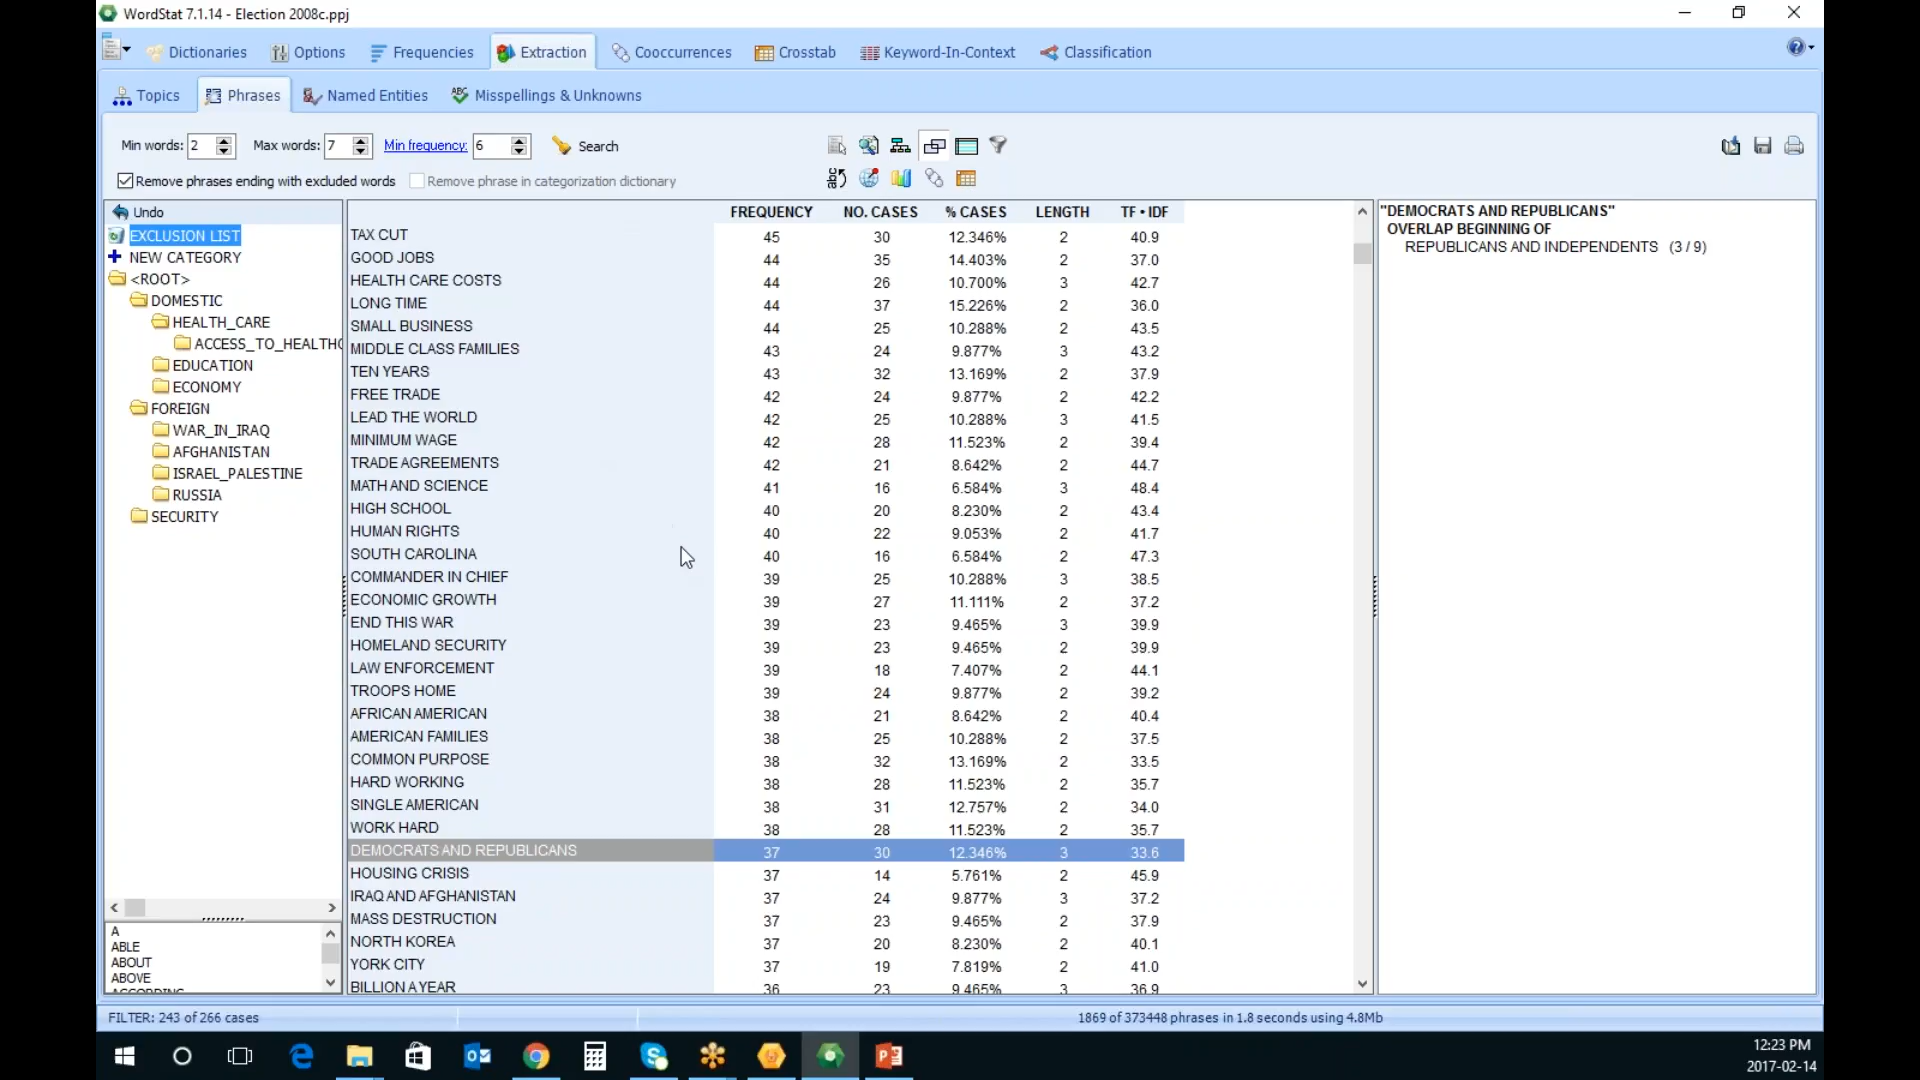 WordStat 7.1.14 - Election 2008c.ppj
Dictionaries Options Frequencies Extraction Cooccurrences Crosstab Keyword-In-Context Classification
Topics Phrases Named Entities Misspellings & Unknowns
Min words: 2 Max words: 7 Min frequency: 6 Search
Remove phrases ending with excluded words Remove phrase in categorization dictionary
Undo
EXCLUSION LIST
NEW CATEGORY
<ROOT>
DOMESTIC
HEALTH_CARE
ACCESS_TO_HEALTHC
EDUCATION
ECONOMY
FOREIGN
WAR_IN_IRAQ
AFGHANISTAN
ISRAEL_PALESTINE
RUSSIA
SECURITY
A
ABLE
ABOUT
ABOVE
ACCORDING
FREQUENCY NO. CASES % CASES LENGTH TF • IDF
TAX CUT 45 30 12.346% 2 40.9
GOOD JOBS 44 35 14.403% 2 37.0
HEALTH CARE COSTS 44 26 10.700% 3 42.7
LONG TIME 44 37 15.226% 2 36.0
SMALL BUSINESS 44 25 10.288% 2 43.5
MIDDLE CLASS FAMILIES 43 24 9.877% 3 43.2
TEN YEARS 43 32 13.169% 2 37.9
FREE TRADE 42 24 9.877% 2 42.2
LEAD THE WORLD 42 25 10.288% 3 41.5
MINIMUM WAGE 42 28 11.523% 2 39.4
TRADE AGREEMENTS 42 21 8.642% 2 44.7
MATH AND SCIENCE 41 16 6.584% 3 48.4
HIGH SCHOOL 40 20 8.230% 2 43.4
HUMAN RIGHTS 40 22 9.053% 2 41.7
SOUTH CAROLINA 40 16 6.584% 2 47.3
COMMANDER IN CHIEF 39 25 10.288% 3 38.5
ECONOMIC GROWTH 39 27 11.111% 2 37.2
END THIS WAR 39 23 9.465% 3 39.9
HOMELAND SECURITY 39 23 9.465% 2 39.9
LAW ENFORCEMENT 39 18 7.407% 2 44.1
TROOPS HOME 39 24 9.877% 2 39.2
AFRICAN AMERICAN 38 21 8.642% 2 40.4
AMERICAN FAMILIES 38 25 10.288% 2 37.5
COMMON PURPOSE 38 32 13.169% 2 33.5
HARD WORKING 38 28 11.523% 2 35.7
SINGLE AMERICAN 38 31 12.757% 2 34.0
WORK HARD 38 28 11.523% 2 35.7
DEMOCRATS AND REPUBLICANS 37 30 12.346% 3 33.6
HOUSING CRISIS 37 14 5.761% 2 45.9
IRAQ AND AFGHANISTAN 37 24 9.877% 3 37.2
MASS DESTRUCTION 37 23 9.465% 2 37.9
NORTH KOREA 37 20 8.230% 2 40.1
YORK CITY 37 19 7.819% 2 41.0
BILLION A YEAR 36 23 9.465% 3 36.9
"DEMOCRATS AND REPUBLICANS"
OVERLAP BEGINNING OF
REPUBLICANS AND INDEPENDENTS (3 / 9)
FILTER: 243 of 266 cases 1869 of 373448 phrases in 1.8 seconds using 4.8Mb
12:23 PM
2017-02-14